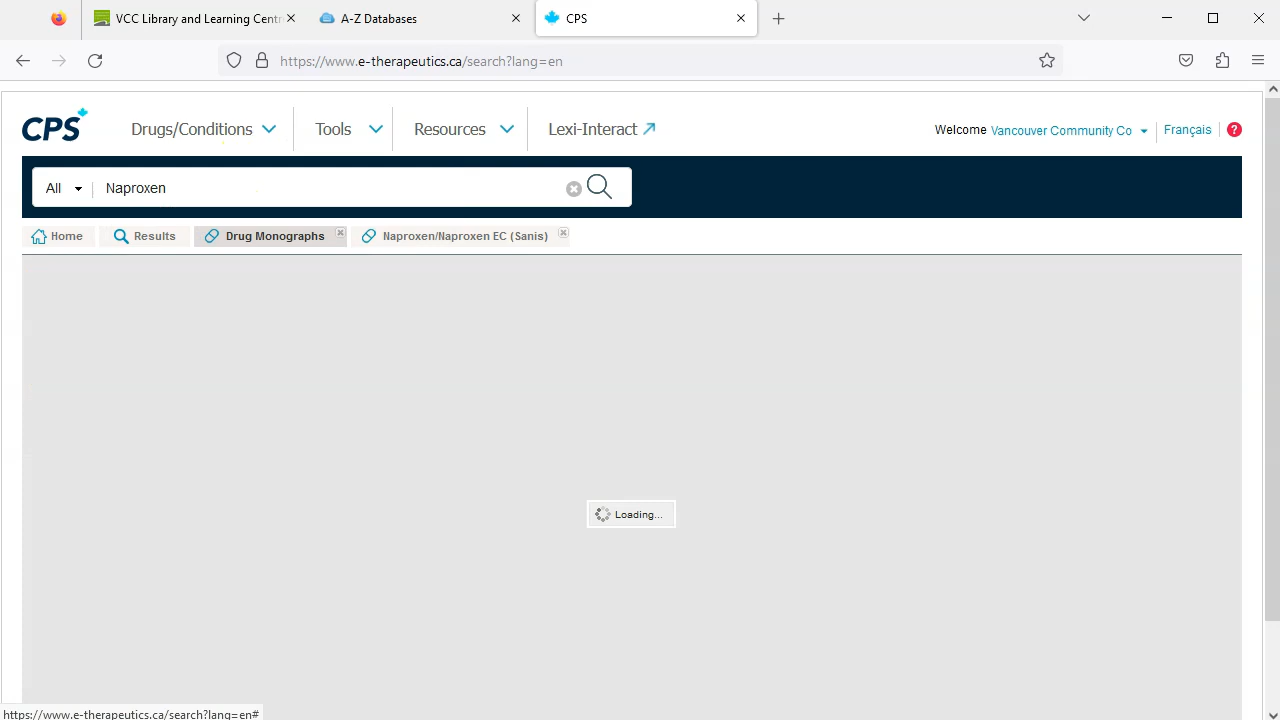 VCC Library and Learning Centr
A-Z Databases
CPS
https://www.e-therapeutics.ca/search?lang=en
CPS
Drugs/Conditions
Tools
Resources
Lexi-Interact
Welcome Vancouver Community Co
Français
?
All
Naproxen
Home
Results
Drug Monographs
Naproxen/Naproxen EC (Sanis)
Loading...
https://www.e-therapeutics.ca/search?lang=en#